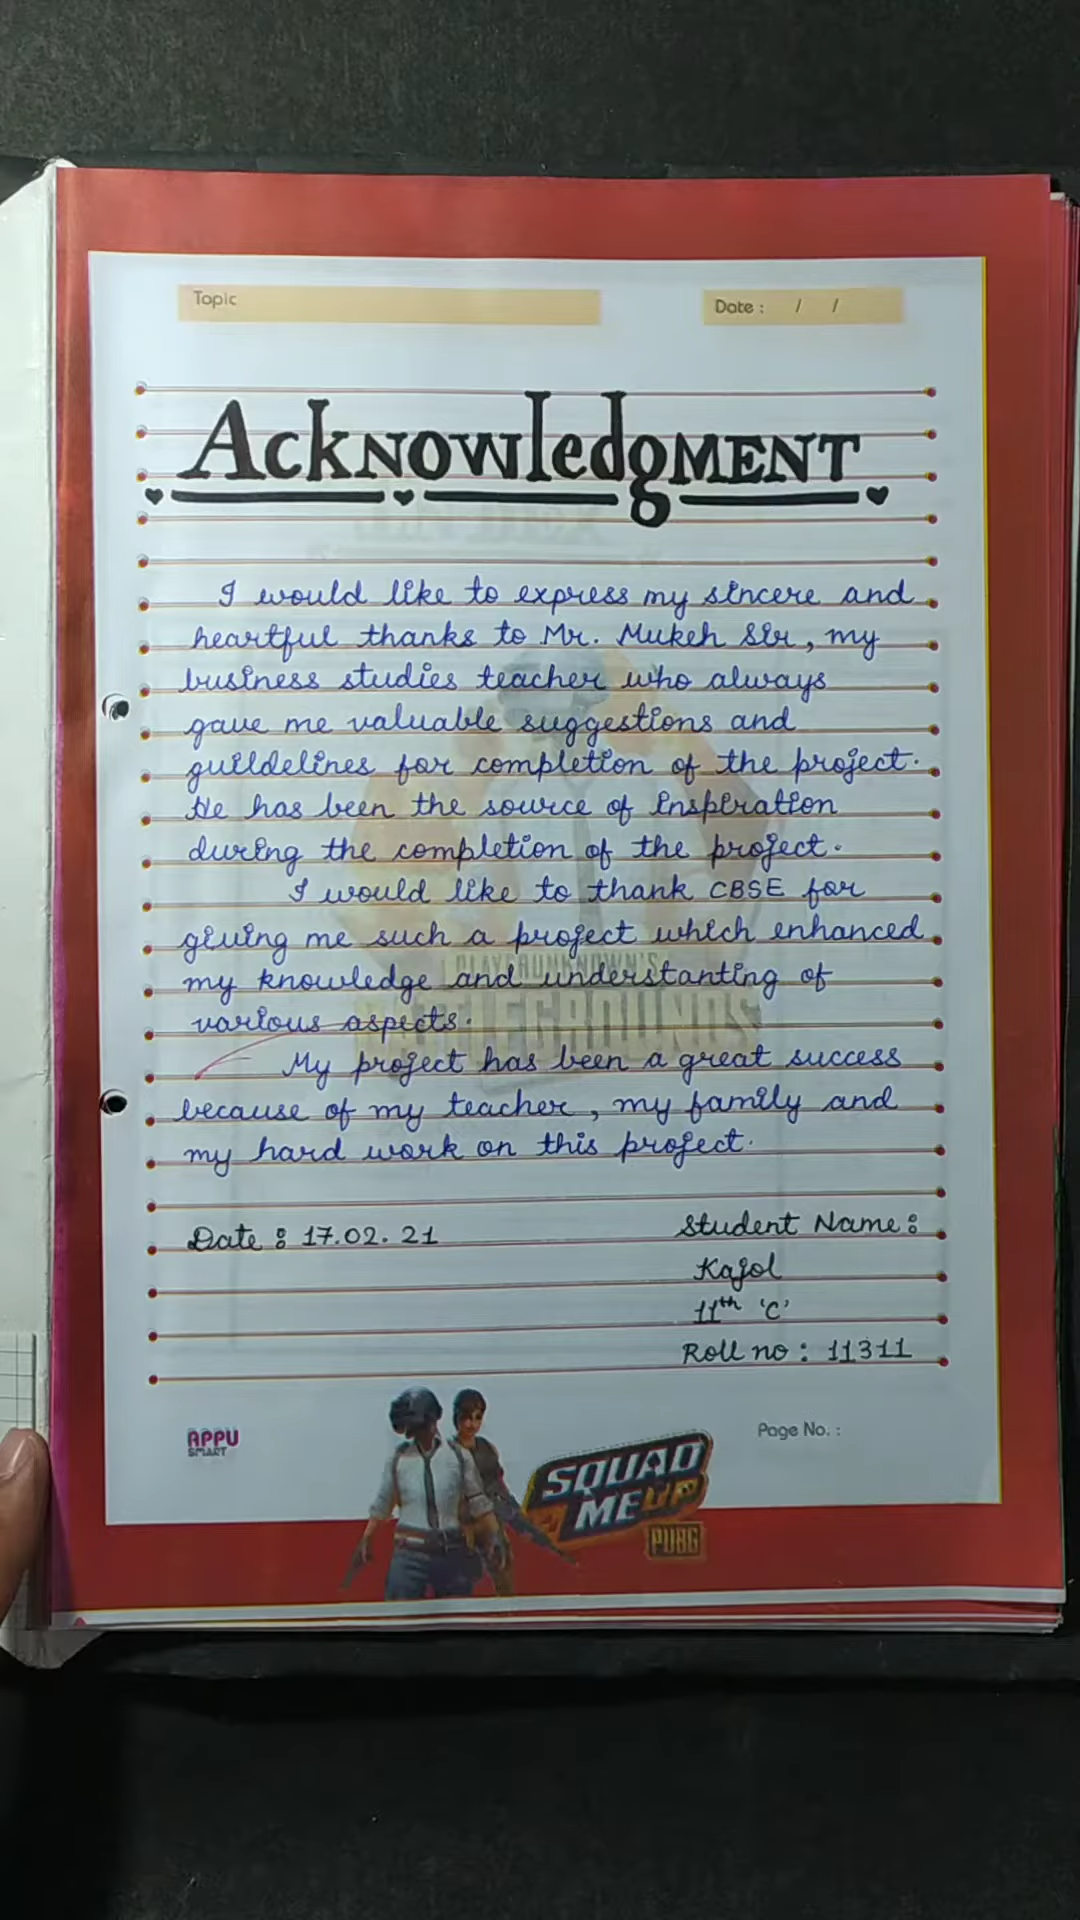 Topic
Date : / /
Acknowledgment
I would like to express my sincere and
heartful thanks to Mr. Mukeh Sir, my
business studies teacher who always
gave me valuable suggestions and
guildelines for completion of the project.
He has been the source of inspiration
during the completion of the project.
I would like to thank CBSE for
giving me such a project which enhanced
my knowledge and understanting of
various aspects.
My project has been a great success
because of my teacher, my family and
my hard work on this project.
PLAYERUNKNOWN'S
BATTLEGROUNDS
Date : 17.02.21
Student Name :
Kajol
11th 'C'
Roll no : 11311
APPU
SMART
SQUAD
ME UP
PUBG
Page No. :